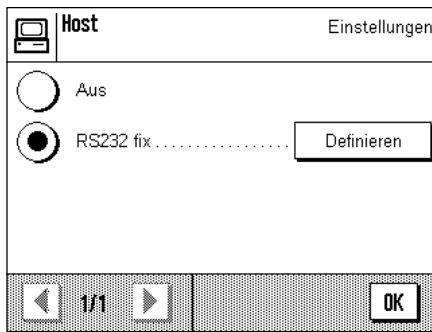 Host Einstellungen
Aus
RS232 fix ................. Definieren
1/1 OK